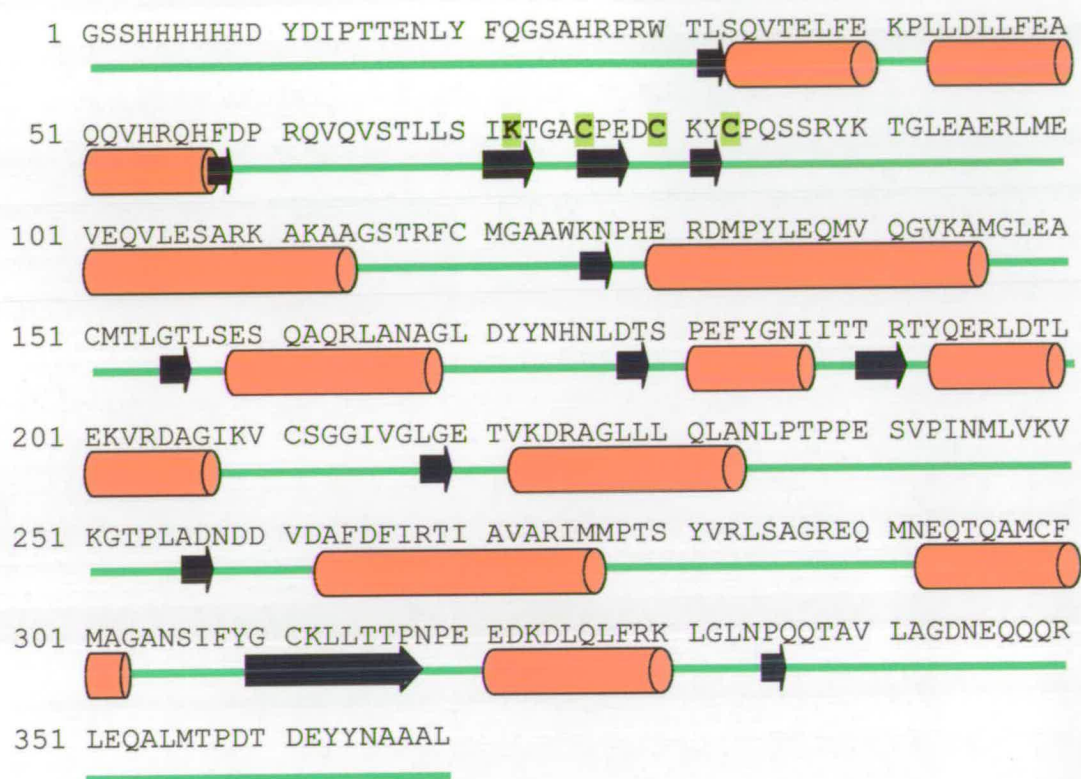 1 GSSHHHHHHD YDIPTTENLY FQGSAHRPRW TLSQVTELFE KPLLDLLFEA
51 QQVHRQHFDP RQVQVSTLLS IKTGACPEDC KYCPQSSRYK TGLEAERLME
101 VEQVLESARK AKAAGSTRFC MGAAWKNPHE RDMPYLEQMV QGVKAMGLEA
151 CMTLGTLSES QAQRLANAGL DYYNHNLDTS PEFYGNIITT RTYQERLDTL
201 EKVRDAGIKV CSGGIVGLGE TVKDRAGLLL QLANLPTPPE SVPINMLVKV
251 KGTPLADNDD VDAFDFIRTI AVARIMMPTS YVRLSAGREQ MNEQTQAMCF
301 MAGANSIFYG CKLLTTPNPE EDKDLQLFRK LGLNPQQTAV LAGDNEQQQR
351 LEQALMTPDT DEYYNAAAL